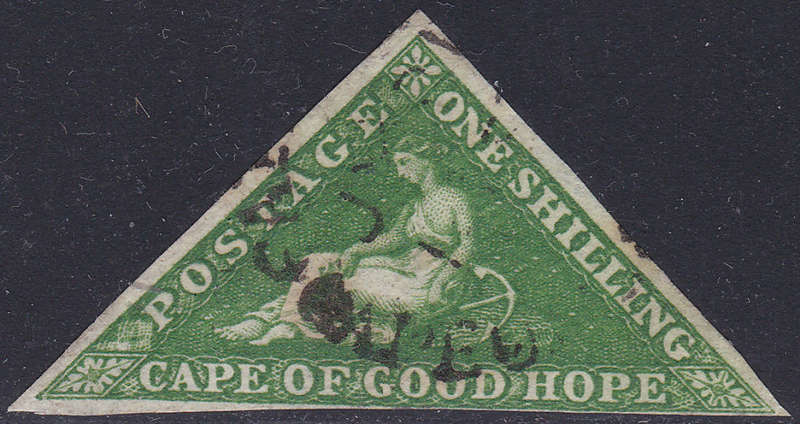 POSTAGE
ONE SHILLING
CAPE OF GOOD HOPE